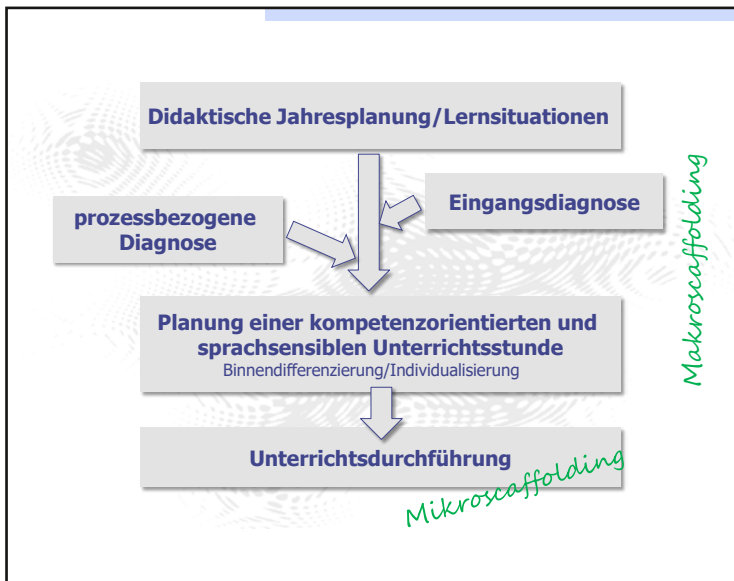 Didaktische Jahresplanung/Lernsituationen
prozessbezogene
Diagnose
Eingangsdiagnose
Makroscaffolding
Planung einer kompetenzorientierten und
sprachsensiblen Unterrichtsstunde
Binnendifferenzierung/Individualisierung
Unterrichtsdurchführung
Mikroscaffolding